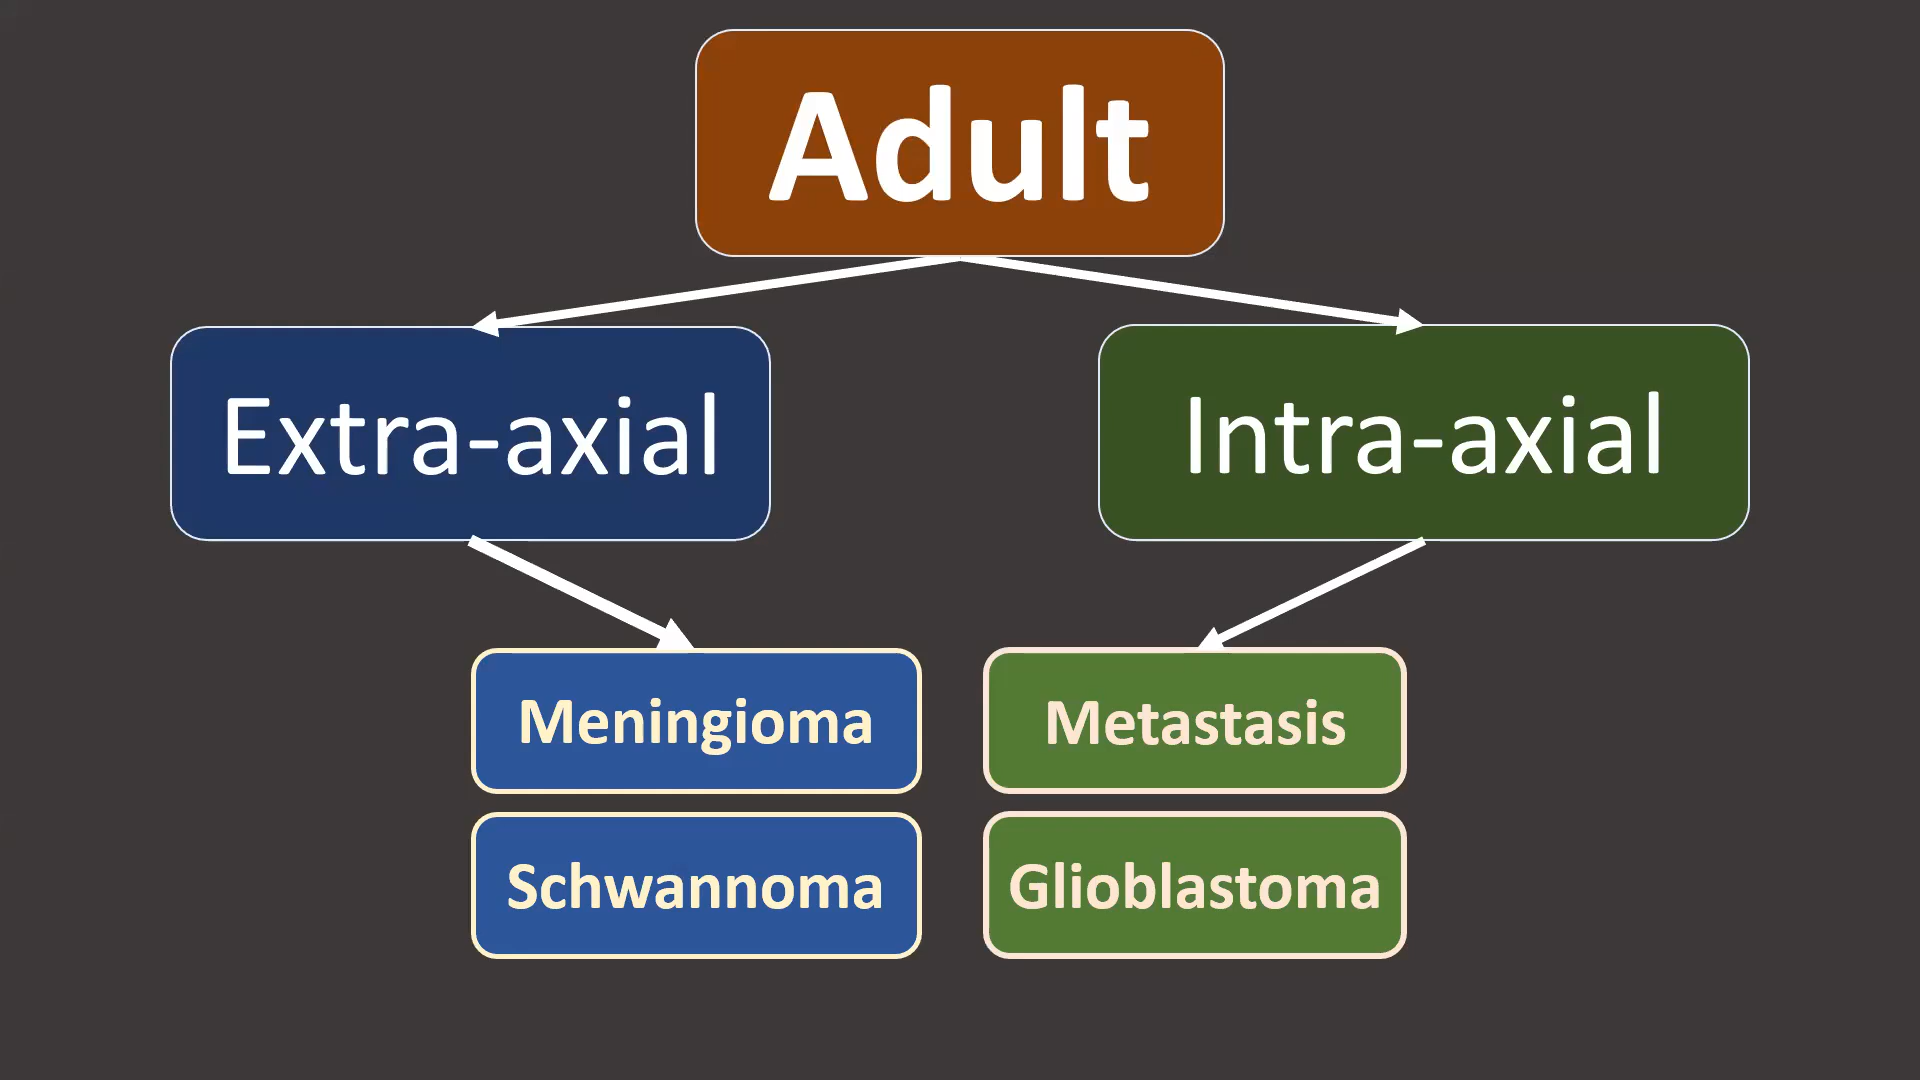 Adult
Extra-axial
Intra-axial
Meningioma
Metastasis
Schwannoma
Glioblastoma